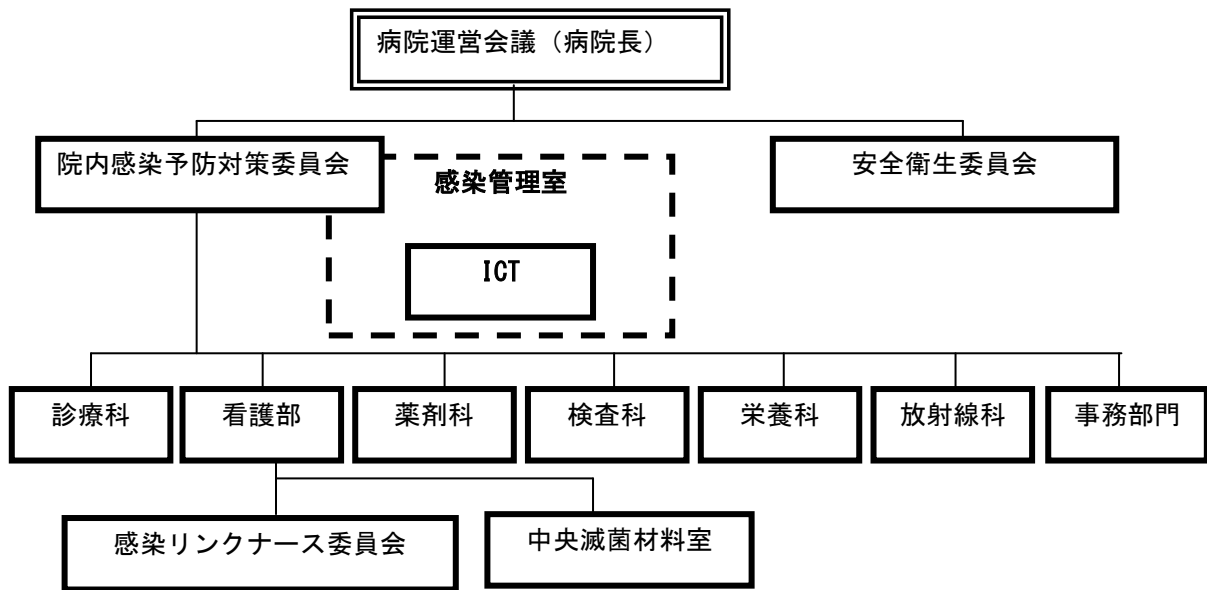 病院運営会議（病院長）
院内感染予防対策委員会
安全衛生委員会
感染管理室
ICT
診療科
看護部
薬剤科
検査科
栄養科
放射線科
事務部門
感染リンクナース委員会
中央滅菌材料室